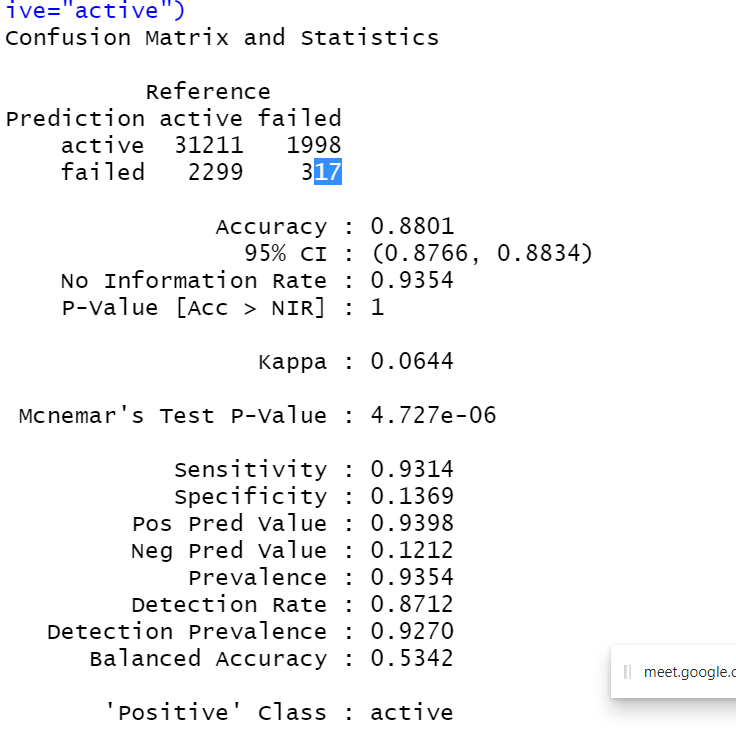 ive="active")
Confusion Matrix and Statistics
Reference
Prediction active failed
active 31211 1998
failed 2299 317
Accuracy : 0.8801
95% CI : (0.8766, 0.8834)
No Information Rate : 0.9354
P-Value [Acc > NIR] : 1
Kappa : 0.0644
Mcnemar's Test P-Value : 4.727e-06
Sensitivity : 0.9314
Specificity : 0.1369
Pos Pred Value : 0.9398
Neg Pred Value : 0.1212
Prevalence : 0.9354
Detection Rate : 0.8712
Detection Prevalence : 0.9270
Balanced Accuracy : 0.5342
'Positive' Class : active
meet.google.c